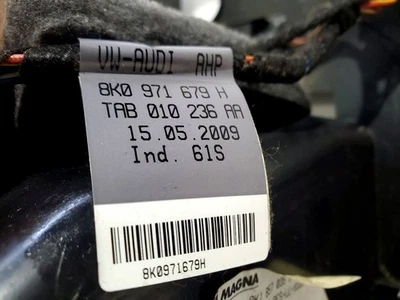 VW-AUDI AHP
8K0 971 679 H
TAB 010 236 AA
15.05.2009
Ind. 61S
8K0971679H
MAGNA